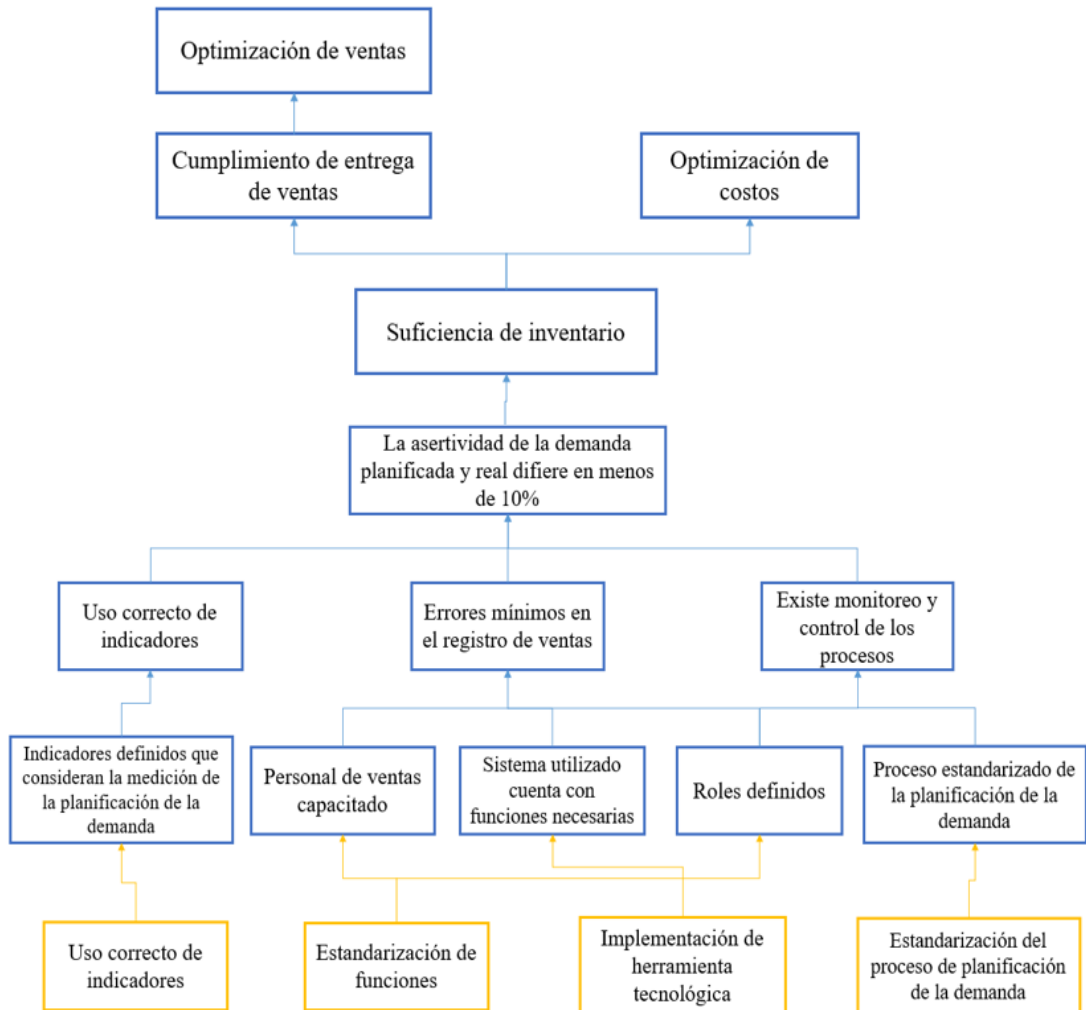 Optimización de ventas
Cumplimiento de entrega
de ventas
Optimización de
costos
Suficiencia de inventario
La asertividad de la demanda
planificada y real difiere en menos
de 10%
Uso correcto de
indicadores
Errores mínimos en
el registro de ventas
Existe monitoreo y
control de los
procesos
Indicadores definidos que
consideran la medición de
la planificación de la
demanda
Personal de ventas
capacitado
Sistema utilizado
cuenta con
funciones necesarias
Roles definidos
Proceso estandarizado de
la planificación de la
demanda
Uso correcto de
indicadores
Estandarización de
funciones
Implementación de
herramienta
tecnológica
Estandarización del
proceso de planificación
de la demanda